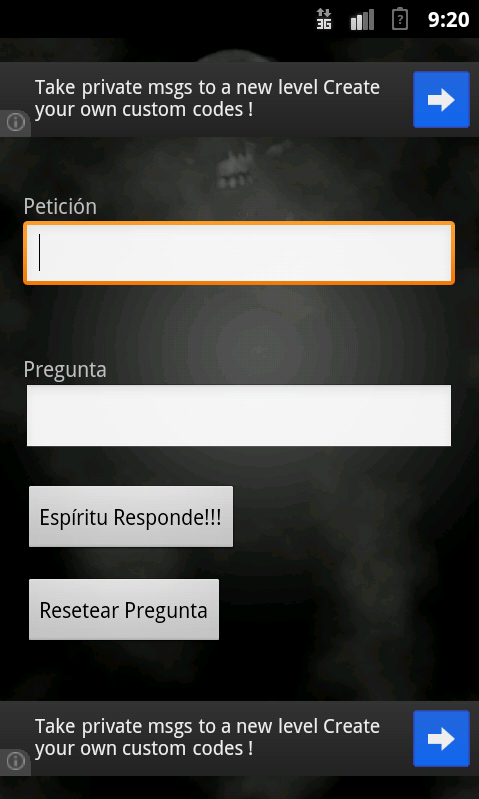 3G 9:20
Take private msgs to a new level Create
your own custom codes !
Petición
Pregunta
Espíritu Responde!!!
Resetear Pregunta
Take private msgs to a new level Create
your own custom codes !